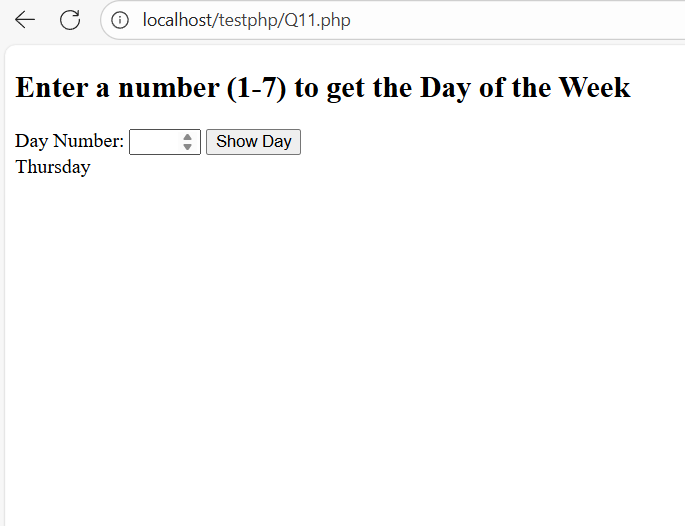 localhost/testphp/Q11.php
Enter a number (1-7) to get the Day of the Week
Day Number: Show Day
Thursday